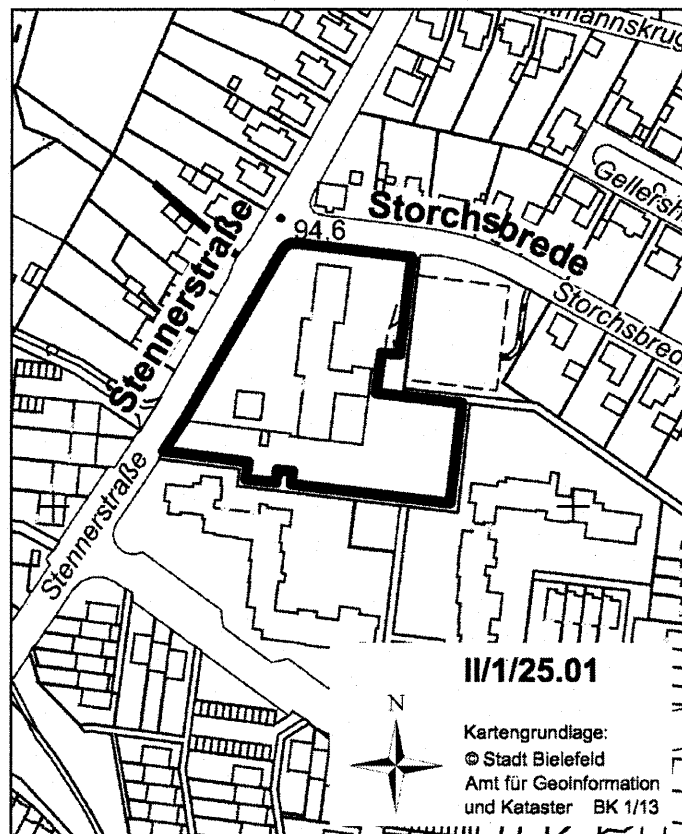 Storchsbrede
94,6
Stennerstraße
Storchsbrede
Stennerstraße
II/1/25.01
N
Kartengrundlage:
© Stadt Bielefeld
Amt für Geoinformation
und Kataster BK 1/13